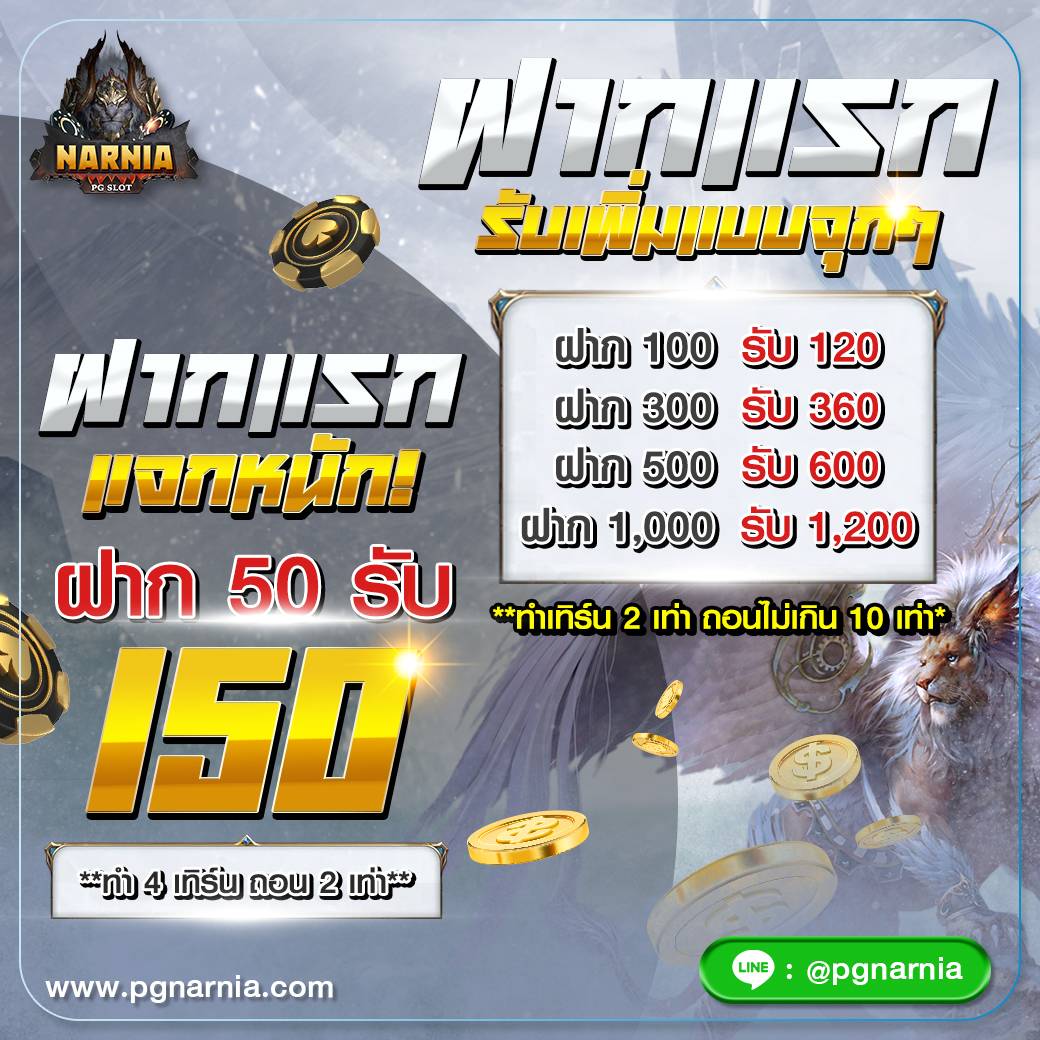 NARNIA
PG SLOT
ฝากแรก
รับเพิ่มแบบจุกๆ
ฝาก 100 รับ 120
ฝาก 300 รับ 360
ฝาก 500 รับ 600
ฝาก 1,000 รับ 1,200
**ทำเทิร์น 2 เท่า ถอนไม่เกิน 10 เท่า*
ฝากแรก
แจกหนัก!
ฝาก 50 รับ
150
**ทำ 4 เทิร์น ถอน 2 เท่า**
www.pgnarnia.com
LINE : @pgnarnia